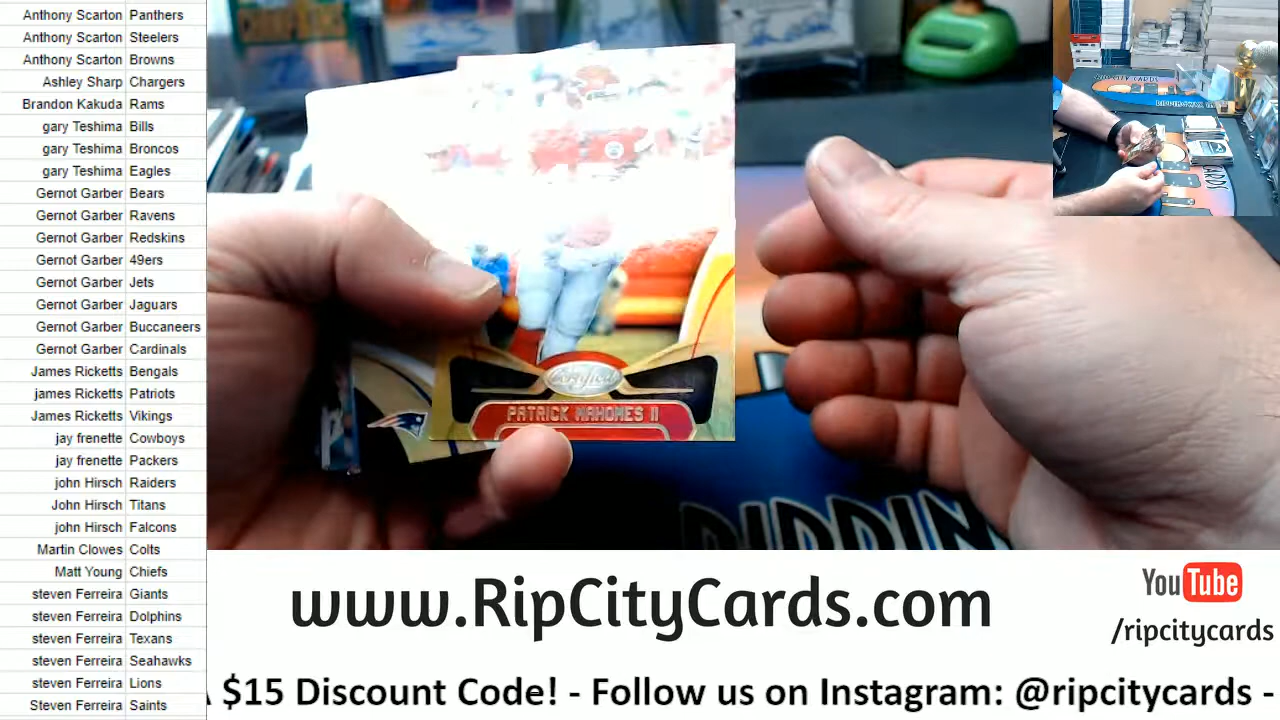 Anthony Scarton Panthers
Anthony Scarton Steelers
Anthony Scarton Browns
Ashley Sharp Chargers
Brandon Kakuda Rams
gary Teshima Bills
gary Teshima Broncos
gary Teshima Eagles
Gernot Garber Bears
Gernot Garber Ravens
Gernot Garber Redskins
Gernot Garber 49ers
Gernot Garber Jets
Gernot Garber Jaguars
Gernot Garber Buccaneers
Gernot Garber Cardinals
James Ricketts Bengals
james Ricketts Patriots
James Ricketts Vikings
jay frenette Cowboys
jay frenette Packers
john Hirsch Raiders
John Hirsch Titans
john Hirsch Falcons
Martin Clowes Colts
Matt Young Chiefs
steven Ferreira Giants
steven Ferreira Dolphins
steven Ferreira Texans
steven Ferreira Seahawks
steven Ferreira Lions
Steven Ferreira Saints
Certified
PATRICK MAHOMES II
RIPPIN
RIP CITY CARDS
CARDS
www.RipCityCards.com
YouTube
/ripcitycards
$15 Discount Code! - Follow us on Instagram: @ripcitycards -